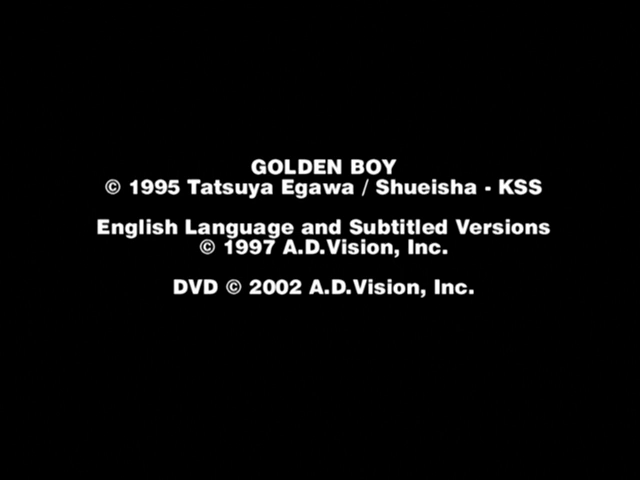 GOLDEN BOY
© 1995 Tatsuya Egawa / Shueisha - KSS
English Language and Subtitled Versions
© 1997 A.D.Vision, Inc.
DVD © 2002 A.D.Vision, Inc.